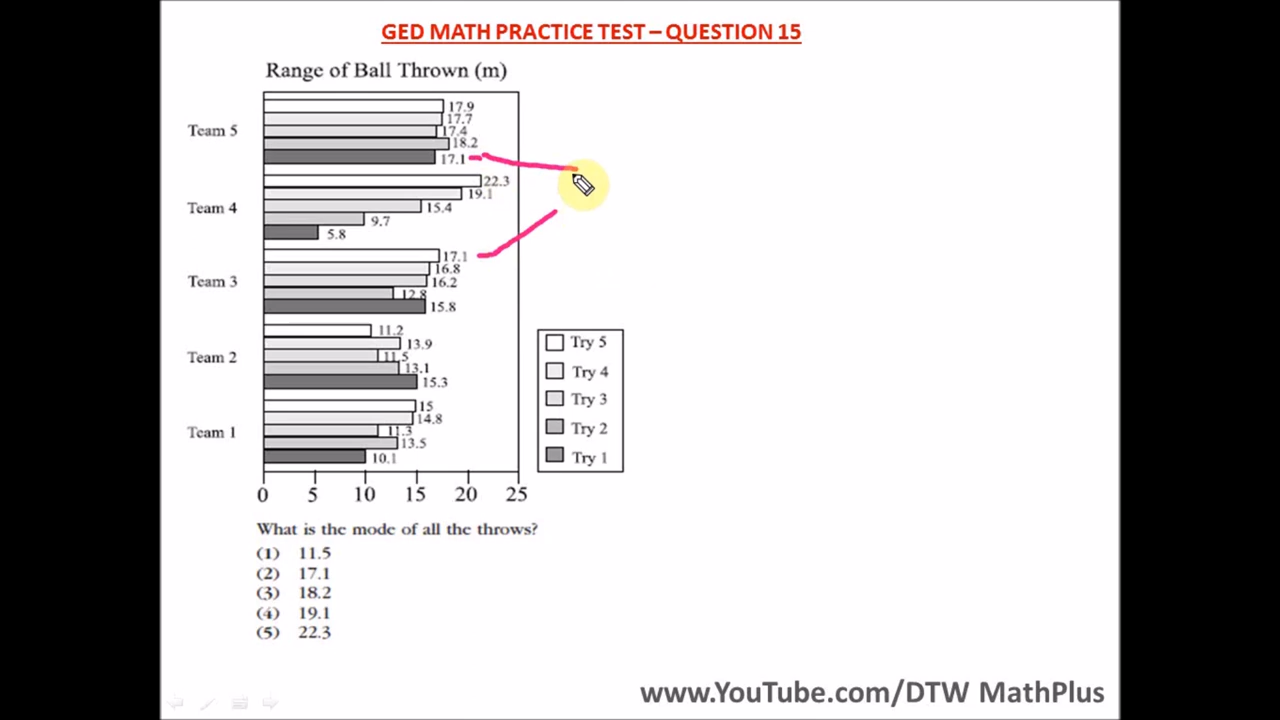 GED MATH PRACTICE TEST – QUESTION 15
Range of Ball Thrown (m)
Team 5
17.9
17.7
17.4
18.2
17.1
Team 4
22.3
19.1
15.4
9.7
5.8
Team 3
17.1
16.8
16.2
12.8
15.8
Team 2
11.2
13.9
11.5
13.1
15.3
Team 1
15
14.8
11.3
13.5
10.1
0 5 10 15 20 25
Try 5
Try 4
Try 3
Try 2
Try 1
What is the mode of all the throws?
(1) 11.5
(2) 17.1
(3) 18.2
(4) 19.1
(5) 22.3
www.YouTube.com/DTW MathPlus